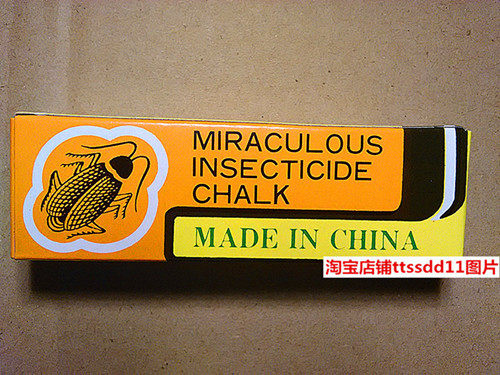 MIRACULOUS
INSECTICIDE
CHALK
MADE IN CHINA
淘宝店铺ttssdd11图片